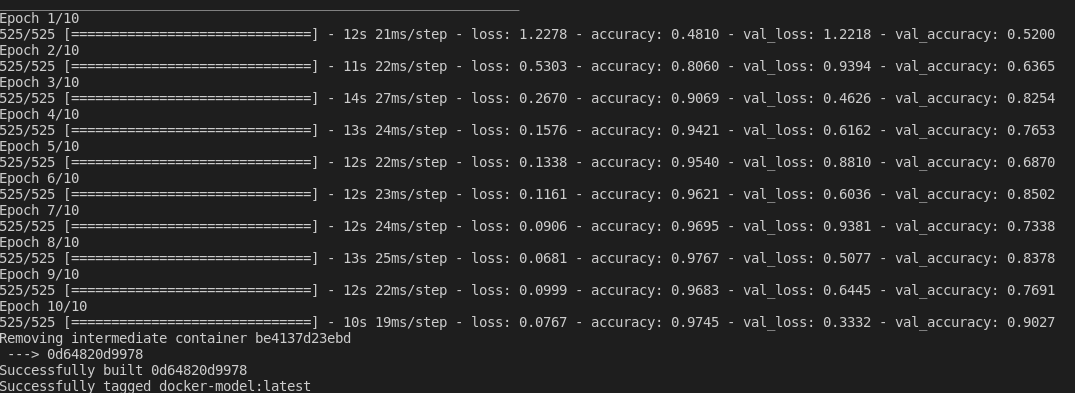 Epoch 1/10
525/525 [==============================] - 12s 21ms/step - loss: 1.2278 - accuracy: 0.4810 - val_loss: 1.2218 - val_accuracy: 0.5200
Epoch 2/10
525/525 [==============================] - 11s 22ms/step - loss: 0.5303 - accuracy: 0.8060 - val_loss: 0.9394 - val_accuracy: 0.6365
Epoch 3/10
525/525 [==============================] - 14s 27ms/step - loss: 0.2670 - accuracy: 0.9069 - val_loss: 0.4626 - val_accuracy: 0.8254
Epoch 4/10
525/525 [==============================] - 13s 24ms/step - loss: 0.1576 - accuracy: 0.9421 - val_loss: 0.6162 - val_accuracy: 0.7653
Epoch 5/10
525/525 [==============================] - 12s 22ms/step - loss: 0.1338 - accuracy: 0.9540 - val_loss: 0.8810 - val_accuracy: 0.6870
Epoch 6/10
525/525 [==============================] - 12s 23ms/step - loss: 0.1161 - accuracy: 0.9621 - val_loss: 0.6036 - val_accuracy: 0.8502
Epoch 7/10
525/525 [==============================] - 12s 24ms/step - loss: 0.0906 - accuracy: 0.9695 - val_loss: 0.9381 - val_accuracy: 0.7338
Epoch 8/10
525/525 [==============================] - 13s 25ms/step - loss: 0.0681 - accuracy: 0.9767 - val_loss: 0.5077 - val_accuracy: 0.8378
Epoch 9/10
525/525 [==============================] - 12s 22ms/step - loss: 0.0999 - accuracy: 0.9683 - val_loss: 0.6445 - val_accuracy: 0.7691
Epoch 10/10
525/525 [==============================] - 10s 19ms/step - loss: 0.0767 - accuracy: 0.9745 - val_loss: 0.3332 - val_accuracy: 0.9027
Removing intermediate container be4137d23ebd
 ---> 0d64820d9978
Successfully built 0d64820d9978
Successfully tagged docker-model:latest